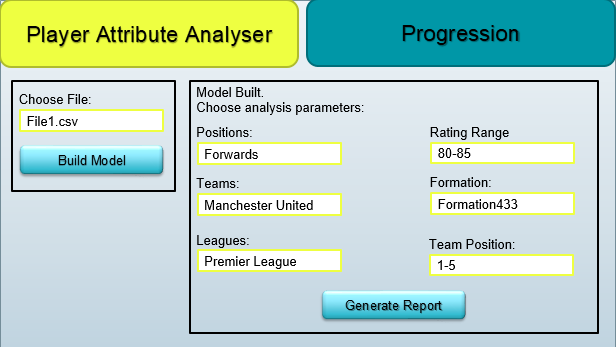 Player Attribute Analyser
Progression
Choose File:
File1.csv
Build Model
Model Built.
Choose analysis parameters:
Positions:
Forwards
Rating Range
80-85
Teams:
Manchester United
Formation:
Formation433
Leagues:
Premier League
Team Position:
1-5
Generate Report